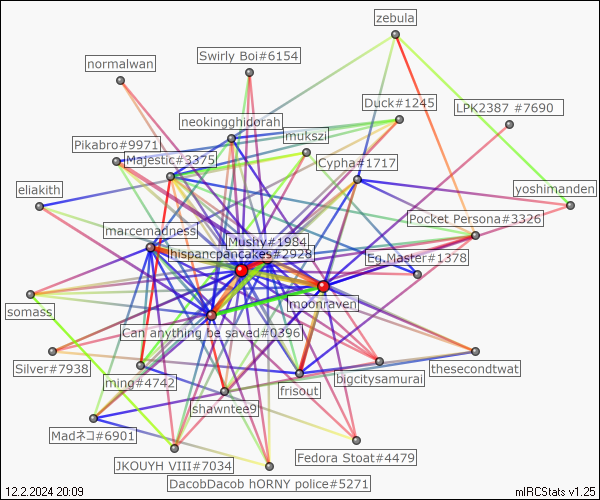 zebula
Swirly Boi#6154
normalwan
Duck#1245
LPK2387 #7690
neokingghidorah
mukszi
Pikabro#9971
Majestic#3375
Cypha#1717
eliakith
yoshimanden
Pocket Persona#3326
marcemadness
Mushy#1984
hispancpancakes#2928
Eg.Master#1378
moonraven
somass
Can anything be saved#0396
Silver#7938
thesecondtwat
ming#4742
bigcitysamurai
frisout
shawntee9
Madネコ#6901
Fedora Stoat#4479
JKOUYH VIII#7034
DacobDacob hORNY police#5271
12.2.2024 20:09
mIRCStats v1.25